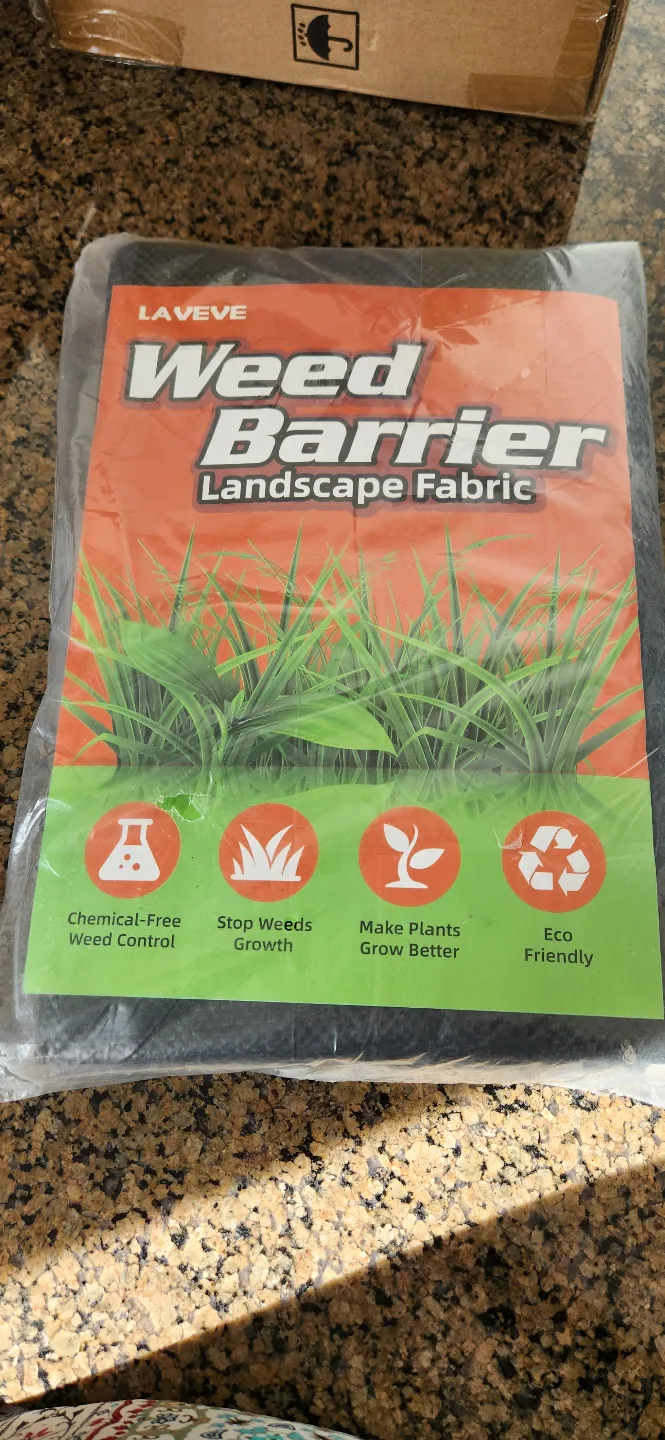 LAVEVE
Weed
Barrier
Landscape Fabric
Chemical-Free
Weed Control
Stop Weeds
Growth
Make Plants
Grow Better
Eco
Friendly